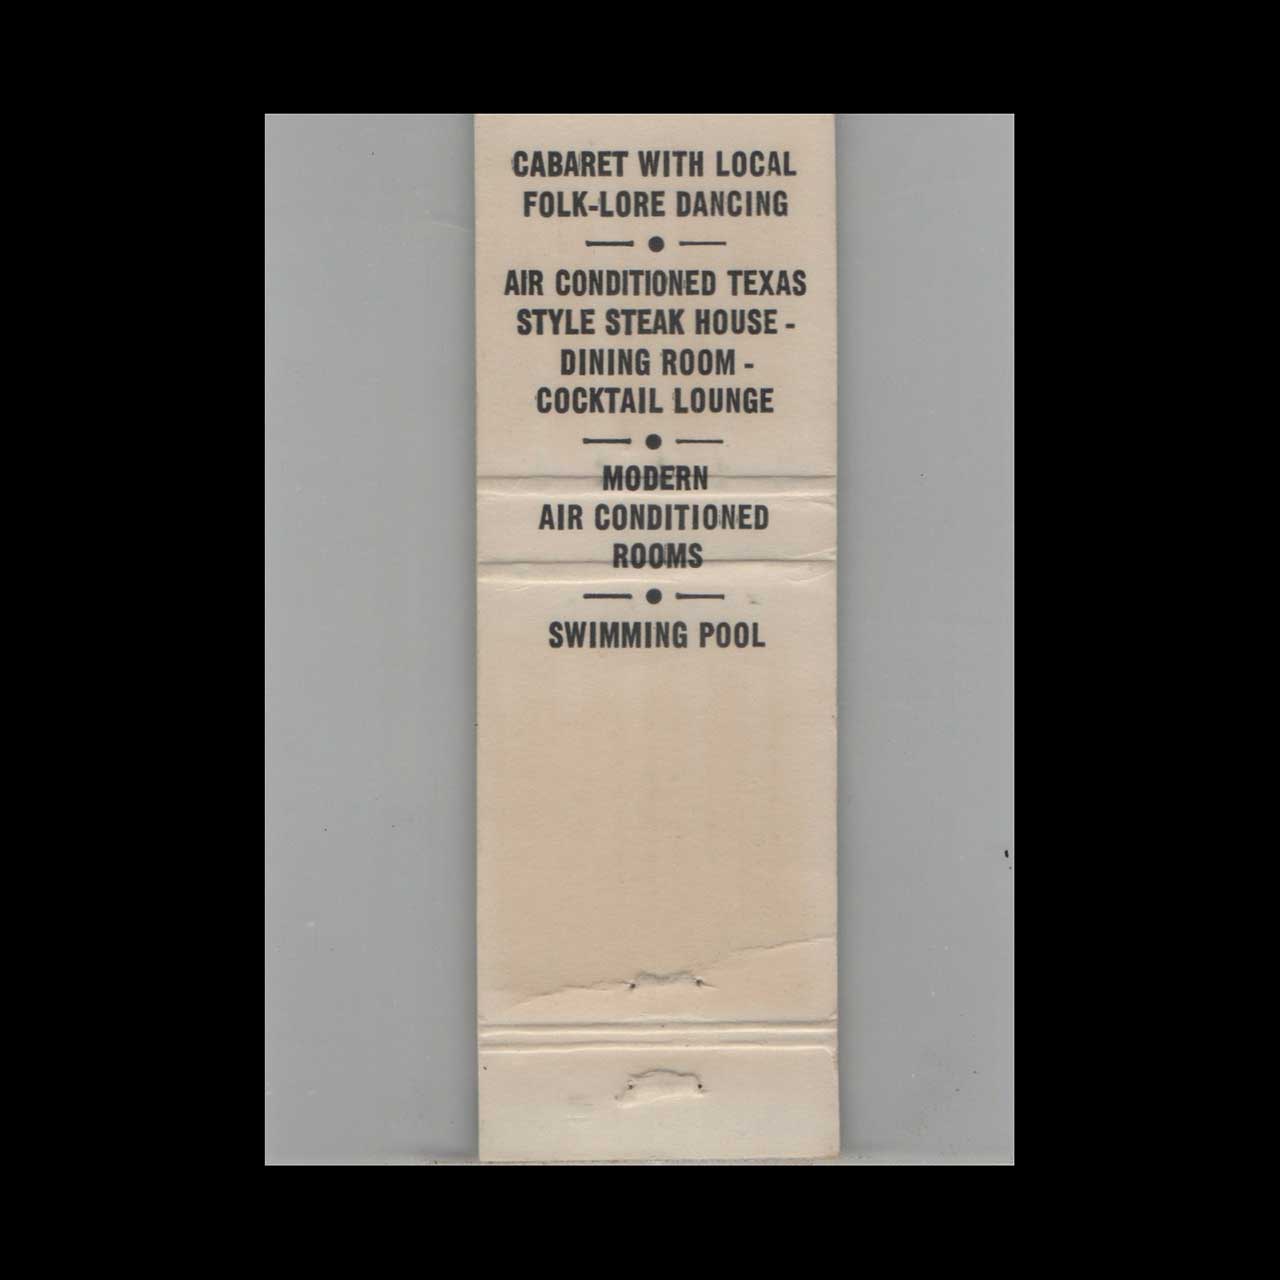 CABARET WITH LOCAL
FOLK-LORE DANCING
AIR CONDITIONED TEXAS
STYLE STEAK HOUSE -
DINING ROOM -
COCKTAIL LOUNGE
MODERN
AIR CONDITIONED
ROOMS
SWIMMING POOL